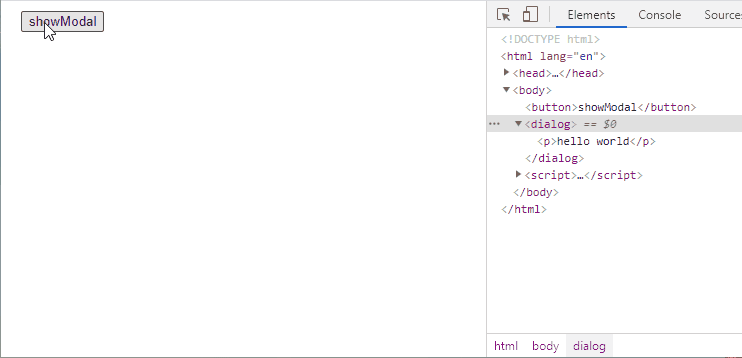 showModal
Elements Console Sources
<!DOCTYPE html>
<html lang="en">
<head>…</head>
<body>
<button>showModal</button>
<dialog> == $0
<p>hello world</p>
</dialog>
<script>…</script>
</body>
</html>
html body dialog